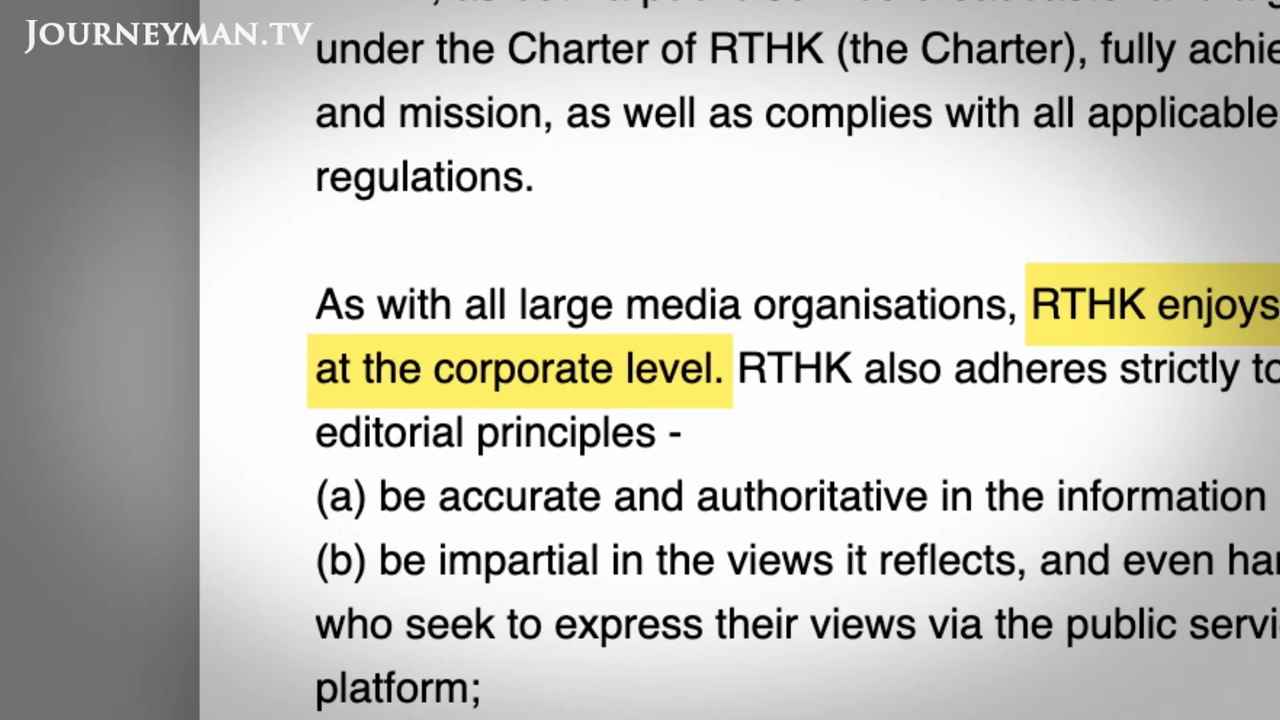 JOURNEYMAN.TV
under the Charter of RTHK (the Charter), fully achie
and mission, as well as complies with all applicable
regulations.
As with all large media organisations, RTHK enjoys
at the corporate level. RTHK also adheres strictly to
editorial principles -
(a) be accurate and authoritative in the information
(b) be impartial in the views it reflects, and even han
who seek to express their views via the public servi
platform;